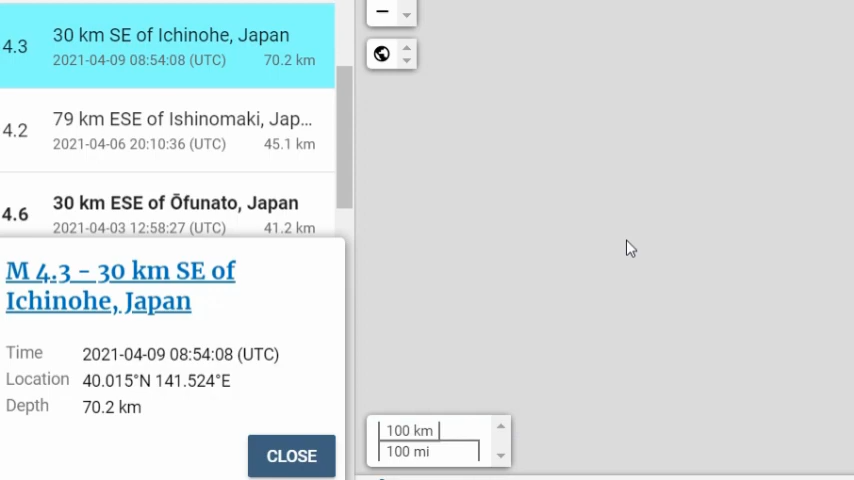 4.3
30 km SE of Ichinohe, Japan
2021-04-09 08:54:08 (UTC) 70.2 km
4.2
79 km ESE of Ishinomaki, Jap...
2021-04-06 20:10:36 (UTC) 45.1 km
4.6
30 km ESE of Ōfunato, Japan
2021-04-03 12:58:27 (UTC) 41.2 km
M 4.3 - 30 km SE of
Ichinohe, Japan
Time 2021-04-09 08:54:08 (UTC)
Location 40.015°N 141.524°E
Depth 70.2 km
CLOSE
100 km
100 mi